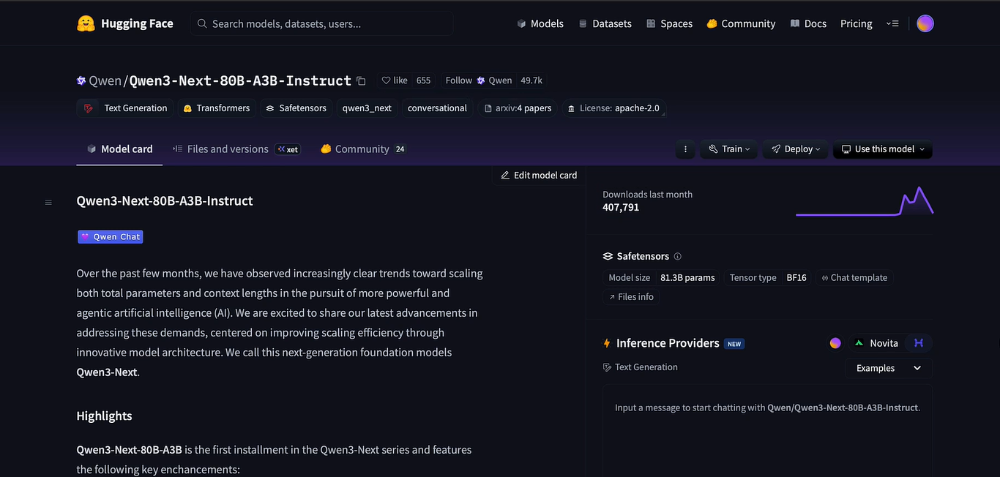 Hugging Face
Search models, datasets, users...
Models
Datasets
Spaces
Community
Docs
Pricing
Qwen/Qwen3-Next-80B-A3B-Instruct
like 655
Follow Qwen 49.7k
Text Generation
Transformers
Safetensors
qwen3_next
conversational
arxiv:4 papers
License: apache-2.0
Model card
Files and versions
xet
Community 24
Train
Deploy
Use this model
Edit model card
Qwen3-Next-80B-A3B-Instruct
Qwen Chat
Over the past few months, we have observed increasingly clear trends toward scaling
both total parameters and context lengths in the pursuit of more powerful and
agentic artificial intelligence (AI). We are excited to share our latest advancements in
addressing these demands, centered on improving scaling efficiency through
innovative model architecture. We call this next-generation foundation models
Qwen3-Next.
Highlights
Qwen3-Next-80B-A3B is the first installment in the Qwen3-Next series and features
the following key enchancements:
Downloads last month
407,791
Safetensors
Model size 81.3B params
Tensor type BF16
Chat template
Files info
Inference Providers NEW
Novita
Text Generation
Examples
Input a message to start chatting with Qwen/Qwen3-Next-80B-A3B-Instruct.